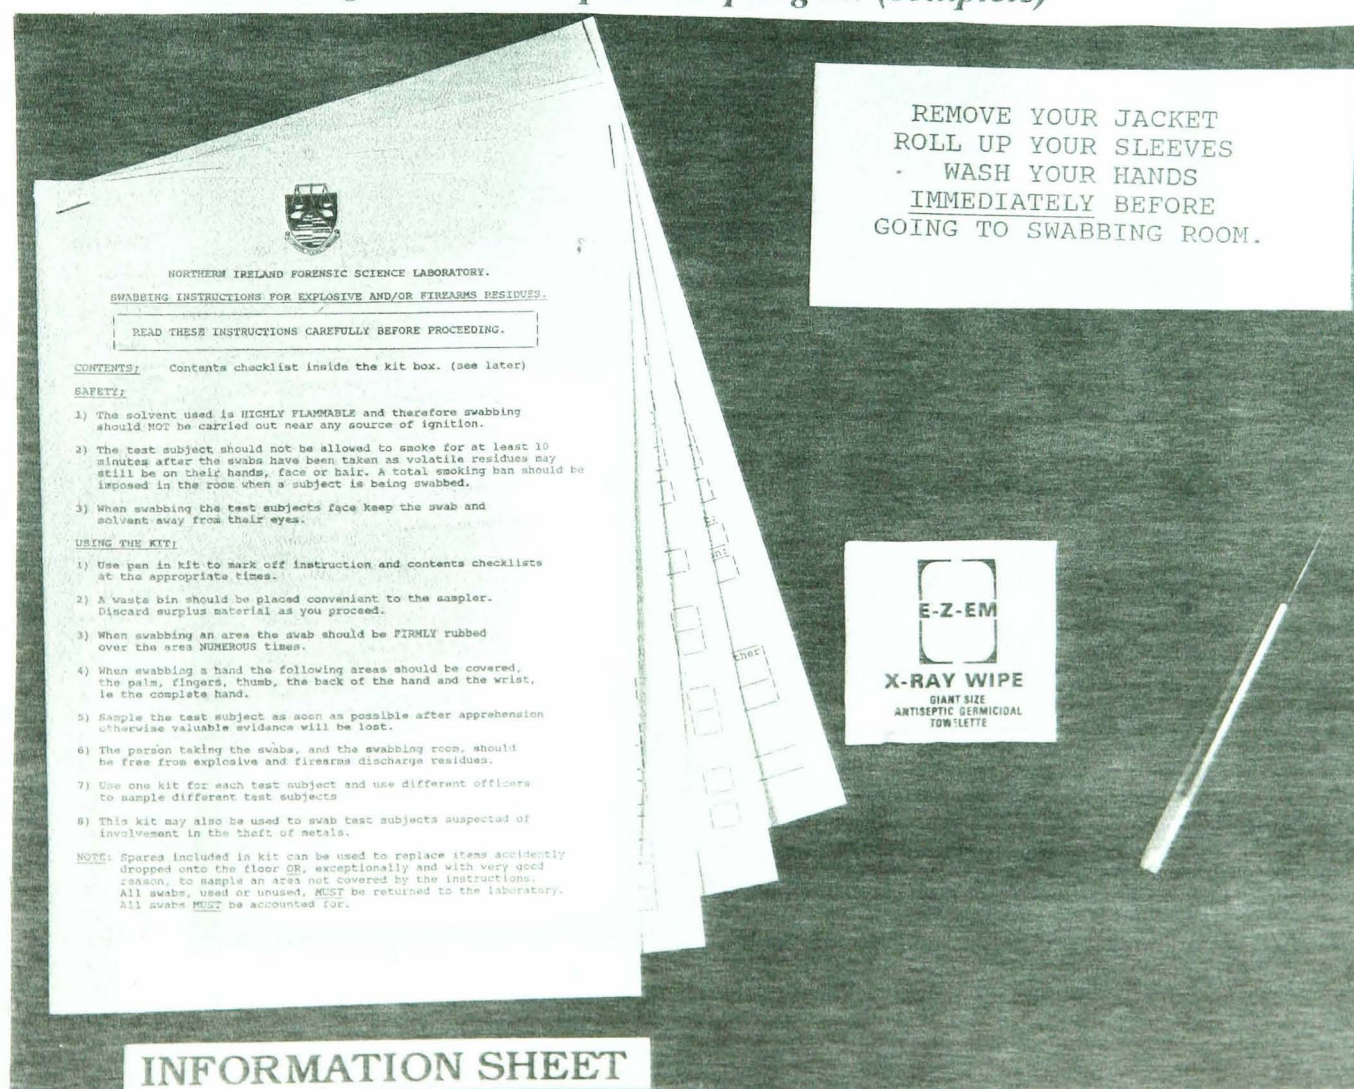 (complete)
REMOVE YOUR JACKET
ROLL UP YOUR SLEEVES
WASH YOUR HANDS
IMMEDIATELY BEFORE
GOING TO SWABBING ROOM.
NORTHERN IRELAND FORENSIC SCIENCE LABORATORY.
SWABBING INSTRUCTIONS FOR EXPLOSIVE AND/OR FIREARMS RESIDUES.
READ THESE INSTRUCTIONS CAREFULLY BEFORE PROCEEDING.
CONTENTS; Contents checklist inside the kit box. (see later)
SAFETY;
1) The solvent used is HIGHLY FLAMMABLE and therefore swabbing
should NOT be carried out near any source of ignition.
2) The test subject should not be allowed to smoke for at least 10
minutes after the swabs have been taken as volatile residues may
still be on their hands, face or hair. A total smoking ban should be
imposed in the room when a subject is being swabbed.
3) When swabbing the test subjects face keep the swab and
solvent away from their eyes.
USING THE KIT;
1) Use pen in kit to mark off instruction and contents checklists
at the appropriate times.
2) A waste bin should be placed convenient to the sampler.
Discard surplus material as you proceed.
3) When swabbing an area the swab should be FIRMLY rubbed
over the area NUMEROUS times.
4) When swabbing a hand the following areas should be covered,
the palm, fingers, thumb, the back of the hand and the wrist,
ie the complete hand.
5) Sample the test subject as soon as possible after apprehension
otherwise valuable evidence will be lost.
6) The person taking the swabs, and the swabbing room, should
be free from explosive and firearms discharge residues.
7) Use one kit for each test subject and use different officers
to sample different test subjects
8) This kit may also be used to swab test subjects suspected of
involvement in the theft of metals.
NOTE: Spares included in kit can be used to replace items accidently
dropped onto the floor OR, exceptionally and with very good
reason, to sample an area not covered by the instructions.
All swabs, used or unused, MUST be returned to the laboratory.
All swabs MUST be accounted for.
ther
E-Z-EM
X-RAY WIPE
GIANT SIZE
ANTISEPTIC GERMICIDAL
TOWELETTE
INFORMATION SHEET